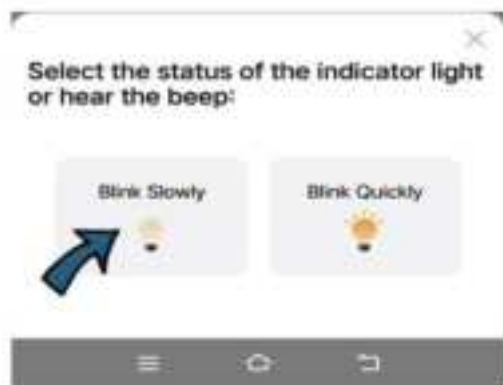 Select the status of the indicator light
or hear the beep:
Blink Slowly
Blink Quickly